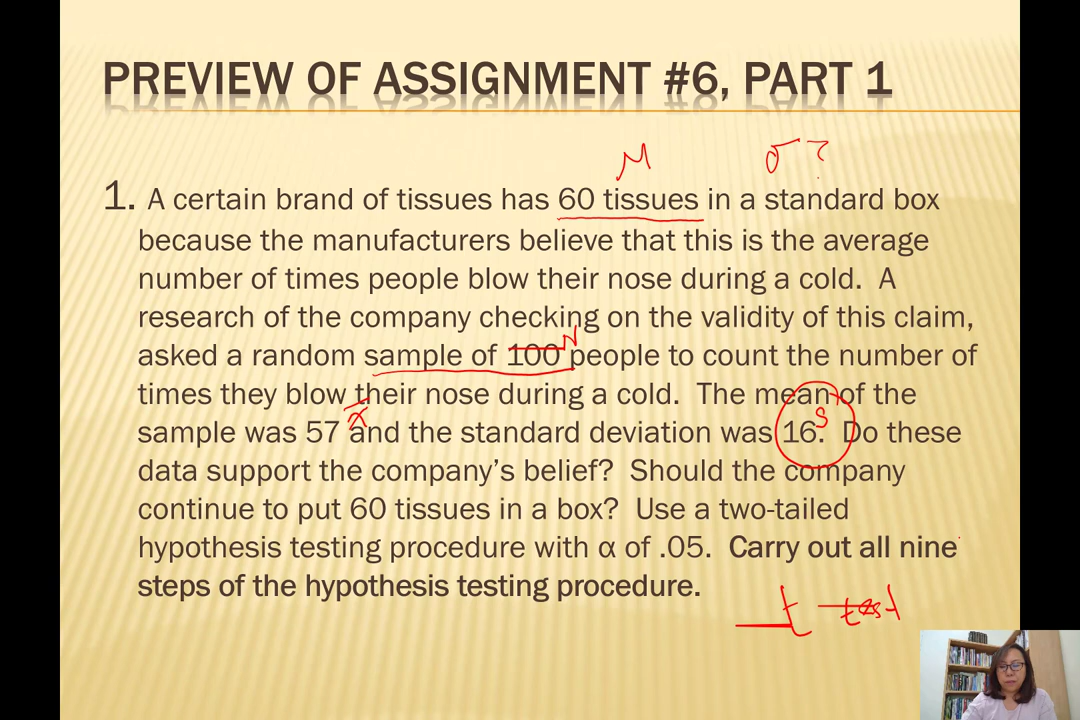 PREVIEW OF ASSIGNMENT #6, PART 1
M σ?
1. A certain brand of tissues has 60 tissues in a standard box
because the manufacturers believe that this is the average
number of times people blow their nose during a cold. A
research of the company checking on the validity of this claim,
asked a random sample of 100 people to count the number of
N
times they blow their nose during a cold. The mean of the
x̄ s
sample was 57 and the standard deviation was 16. Do these
data support the company’s belief? Should the company
continue to put 60 tissues in a box? Use a two-tailed
hypothesis testing procedure with α of .05. Carry out all nine
steps of the hypothesis testing procedure.
t test